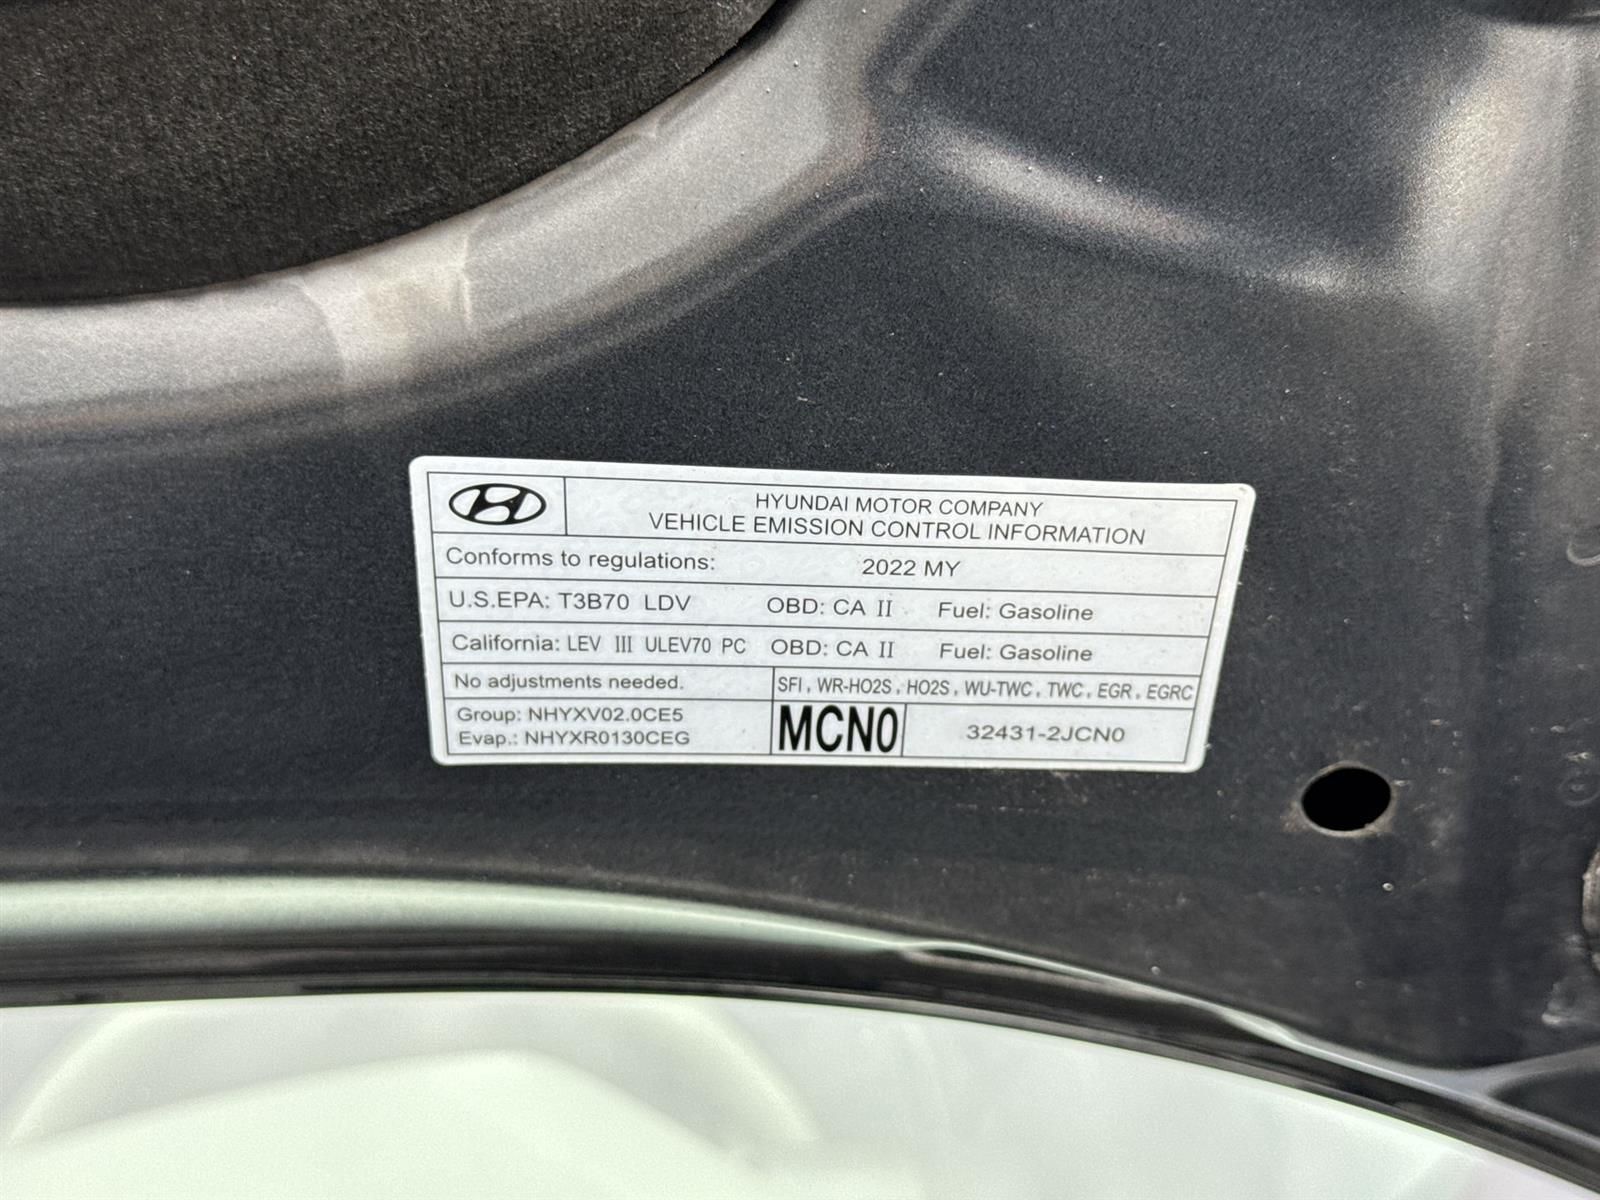 HYUNDAI MOTOR COMPANY
VEHICLE EMISSION CONTROL INFORMATION
Conforms to regulations: 2022 MY
U.S.EPA: T3B70 LDV OBD: CA II Fuel: Gasoline
California: LEV III ULEV70 PC OBD: CA II Fuel: Gasoline
No adjustments needed. SFI, WR-HO2S, HO2S, WU-TWC, TWC, EGR, EGRC
Group: NHYXV02.0CE5
Evap.: NHYXR0130CEG
MCN0 32431-2JCN0